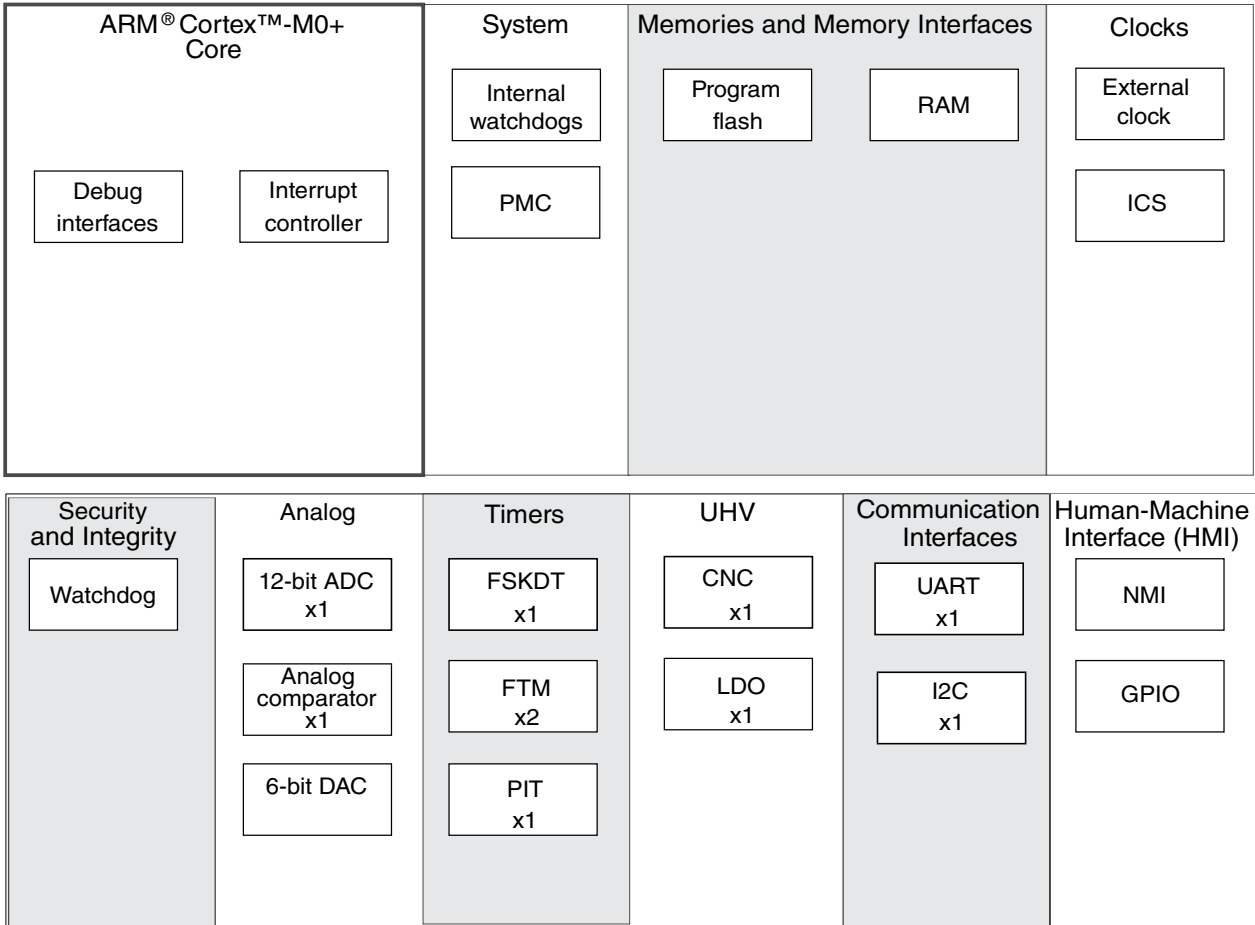 ARM® Cortex™-M0+
Core
Debug
interfaces
Interrupt
controller
System
Internal
watchdogs
PMC
Memories and Memory Interfaces
Program
flash
RAM
Clocks
External
clock
ICS
Security
and Integrity
Watchdog
Analog
12-bit ADC
x1
Analog
comparator
x1
6-bit DAC
Timers
FSKDT
x1
FTM
x2
PIT
x1
UHV
CNC
x1
LDO
x1
Communication
Interfaces
UART
x1
I2C
x1
Human-Machine
Interface (HMI)
NMI
GPIO